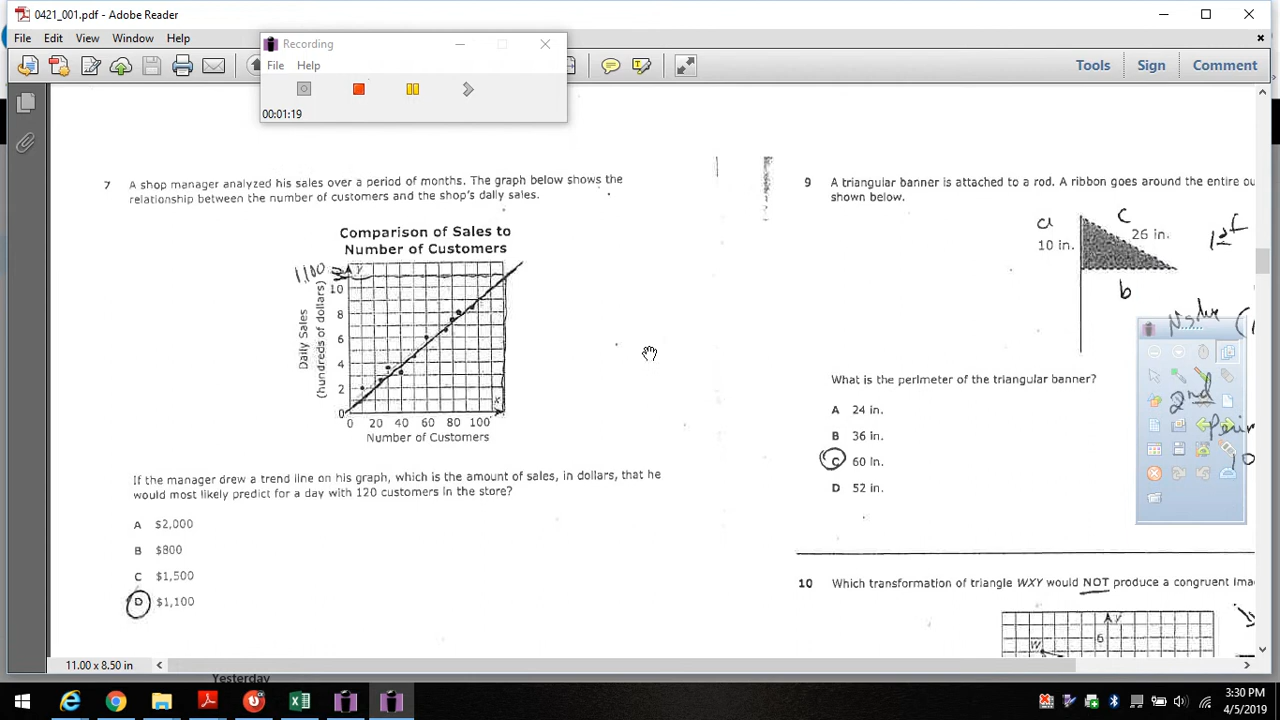 0421_001.pdf - Adobe Reader
File Edit View Window Help
Recording
File Help
00:01:19
Tools Sign Comment
7 A shop manager analyzed his sales over a period of months. The graph below shows the
relationship between the number of customers and the shop's daily sales.
Comparison of Sales to
Number of Customers
1,100
y
10
8
6
4
2
0
Daily Sales
(hundreds of dollars)
x
0 20 40 60 80 100
Number of Customers
If the manager drew a trend line on his graph, which is the amount of sales, in dollars, that he
would most likely predict for a day with 120 customers in the store?
A $2,000
B $800
C $1,500
D $1,100
9 A triangular banner is attached to a rod. A ribbon goes around the entire ou
shown below.
a c
10 in. 26 in.
b
1st
2nd
What is the perimeter of the triangular banner?
A 24 in.
B 36 in.
C 60 in.
D 52 in.
10 Which transformation of triangle WXY would NOT produce a congruent ima
y
6
W
11.00 x 8.50 in
Yesterday
3:30 PM
4/5/2019